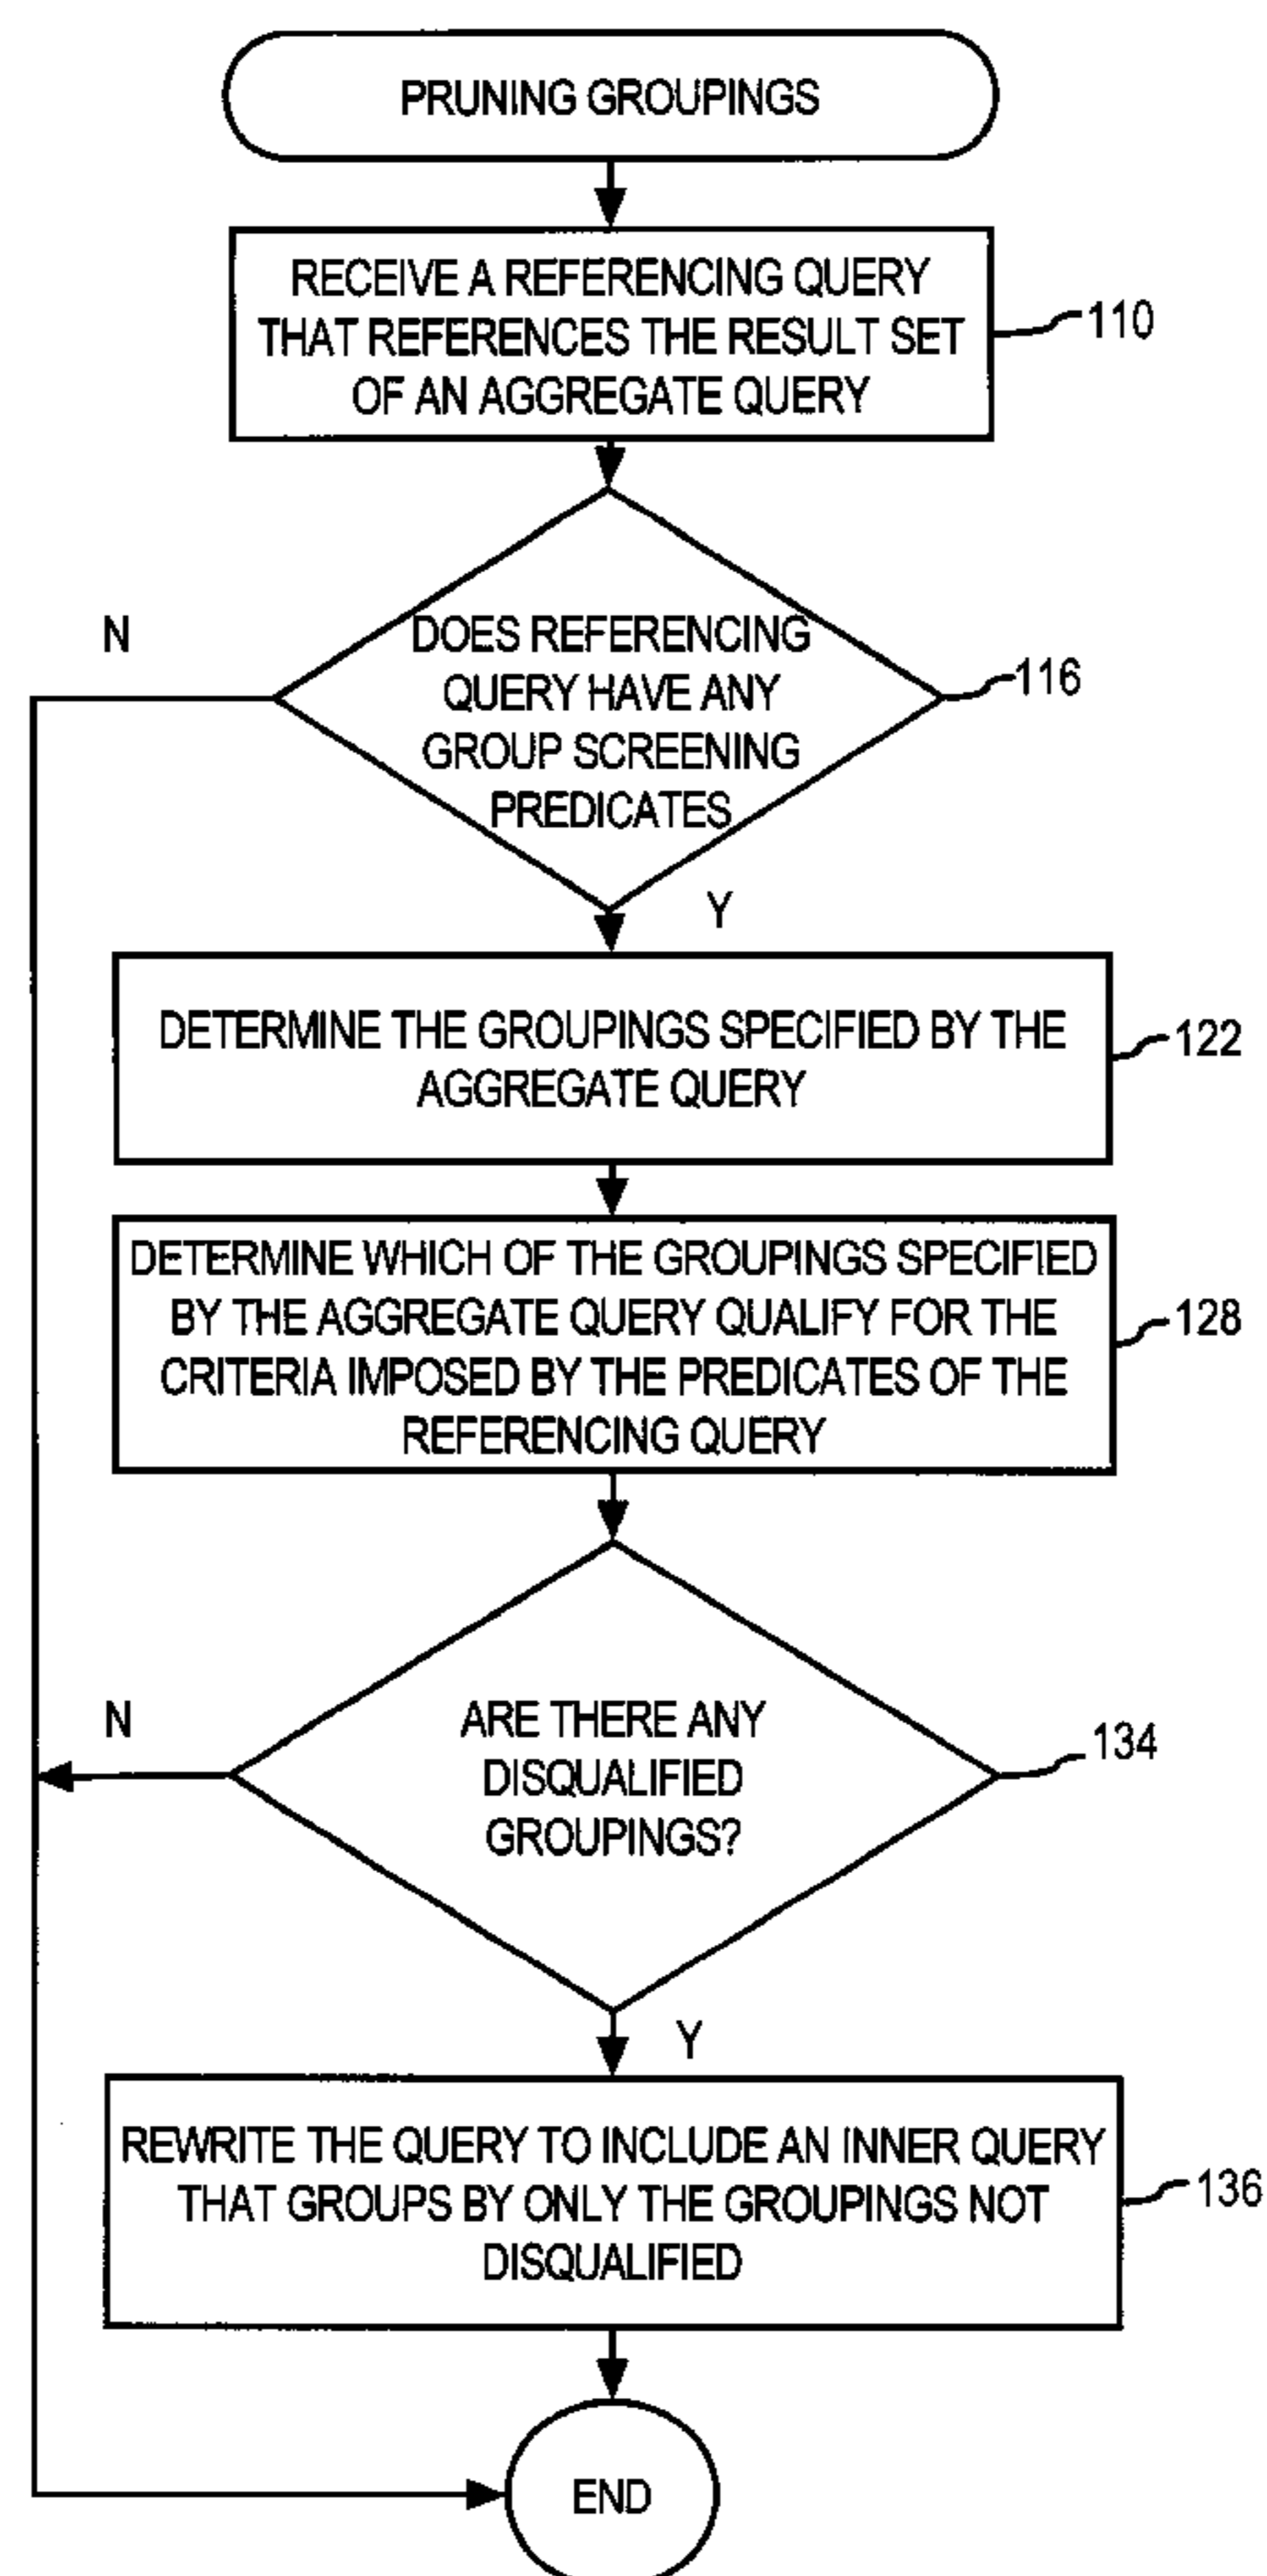 PRUNING GROUPINGS
RECEIVE A REFERENCING QUERY
THAT REFERENCES THE RESULT SET
OF AN AGGREGATE QUERY
110
DOES REFERENCING
QUERY HAVE ANY
GROUP SCREENING
PREDICATES
116
N
Y
DETERMINE THE GROUPINGS SPECIFIED BY THE
AGGREGATE QUERY
122
DETERMINE WHICH OF THE GROUPINGS SPECIFIED
BY THE AGGREGATE QUERY QUALIFY FOR THE
CRITERIA IMPOSED BY THE PREDICATES OF THE
REFERENCING QUERY
128
ARE THERE ANY
DISQUALIFIED
GROUPINGS?
134
N
Y
REWRITE THE QUERY TO INCLUDE AN INNER QUERY
THAT GROUPS BY ONLY THE GROUPINGS NOT
DISQUALIFIED
136
END